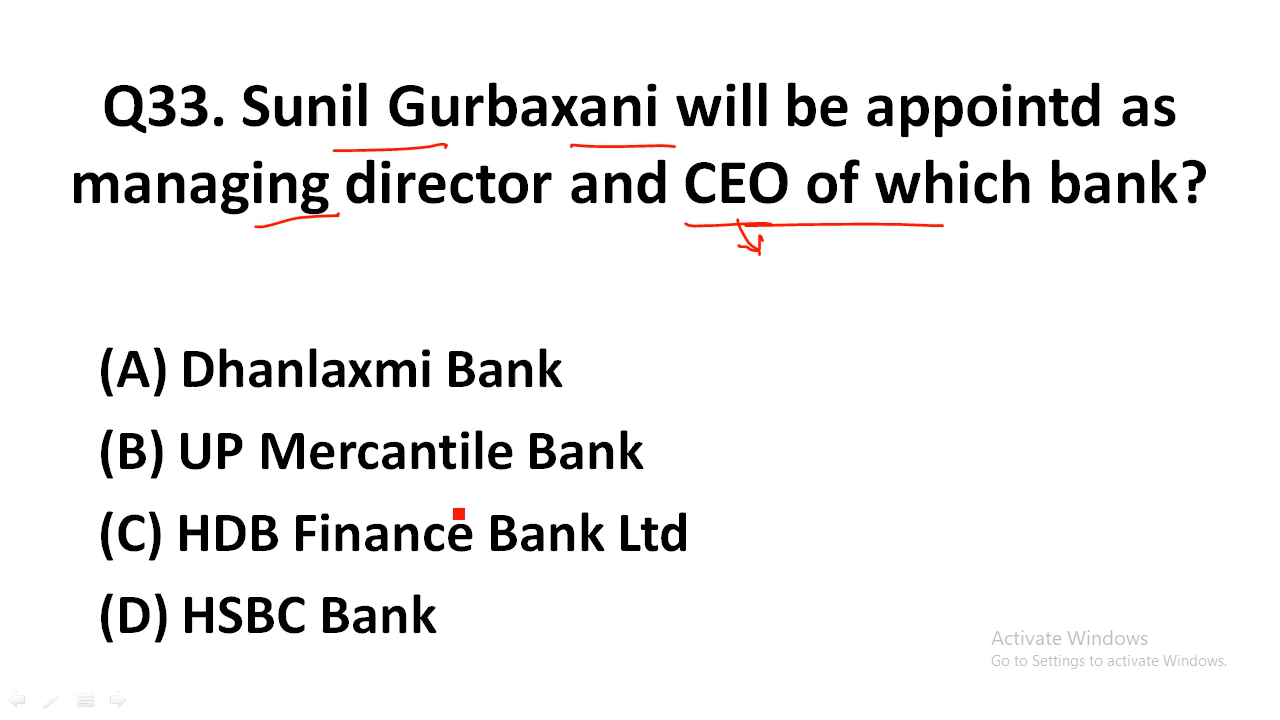 Q33. Sunil Gurbaxani will be appointd as
managing director and CEO of which bank?
(A) Dhanlaxmi Bank
(B) UP Mercantile Bank
(C) HDB Finance Bank Ltd
(D) HSBC Bank
Activate Windows
Go to Settings to activate Windows.